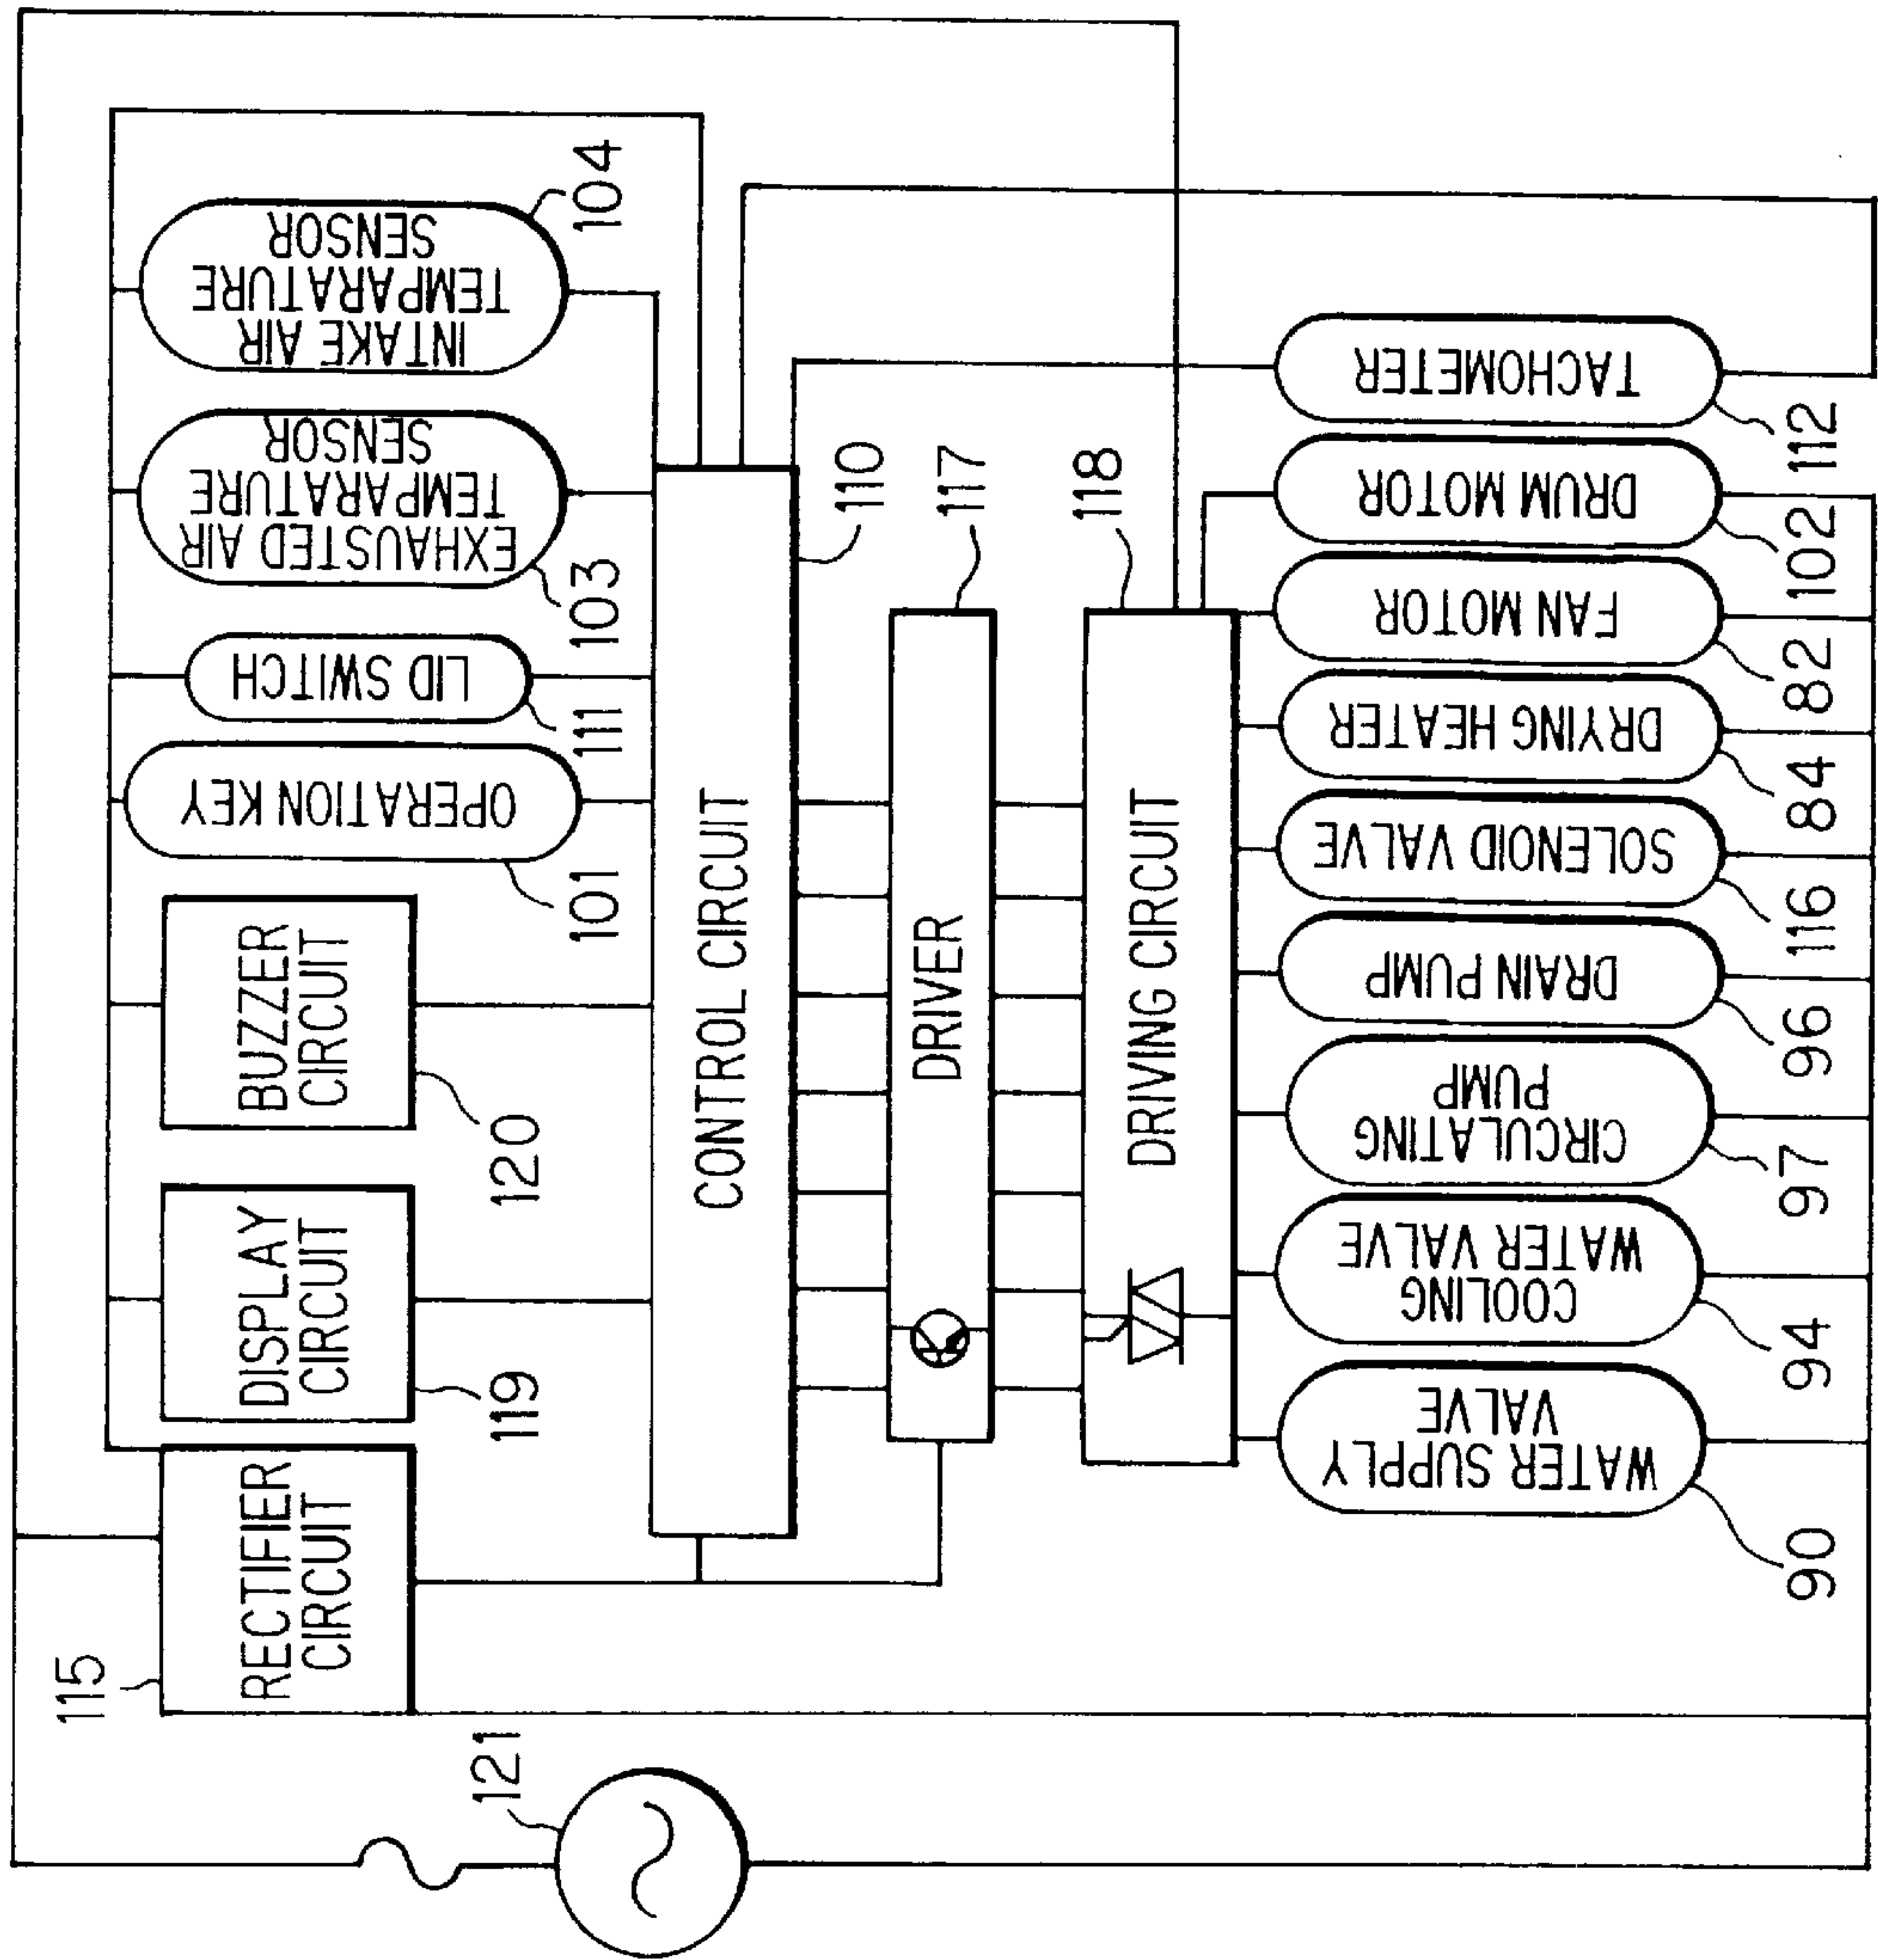 115
RECTIFIER
CIRCUIT
DISPLAY
CIRCUIT
119
BUZZER
CIRCUIT
120
OPERATION KEY
101
LID SWITCH
111
EXHAUSTED AIR
TEMPARATURE
SENSOR
103
INTAKE AIR
TEMPARATURE
SENSOR
104
121
CONTROL CIRCUIT
110
DRIVER
117
DRIVING CIRCUIT
118
WATER SUPPLY
VALVE
90
COOLING
WATER VALVE
94
CIRCULATING
PUMP
97
DRAIN PUMP
96
SOLENOID VALVE
116
DRYING HEATER
84
FAN MOTOR
82
DRUM MOTOR
102
TACHOMETER
112